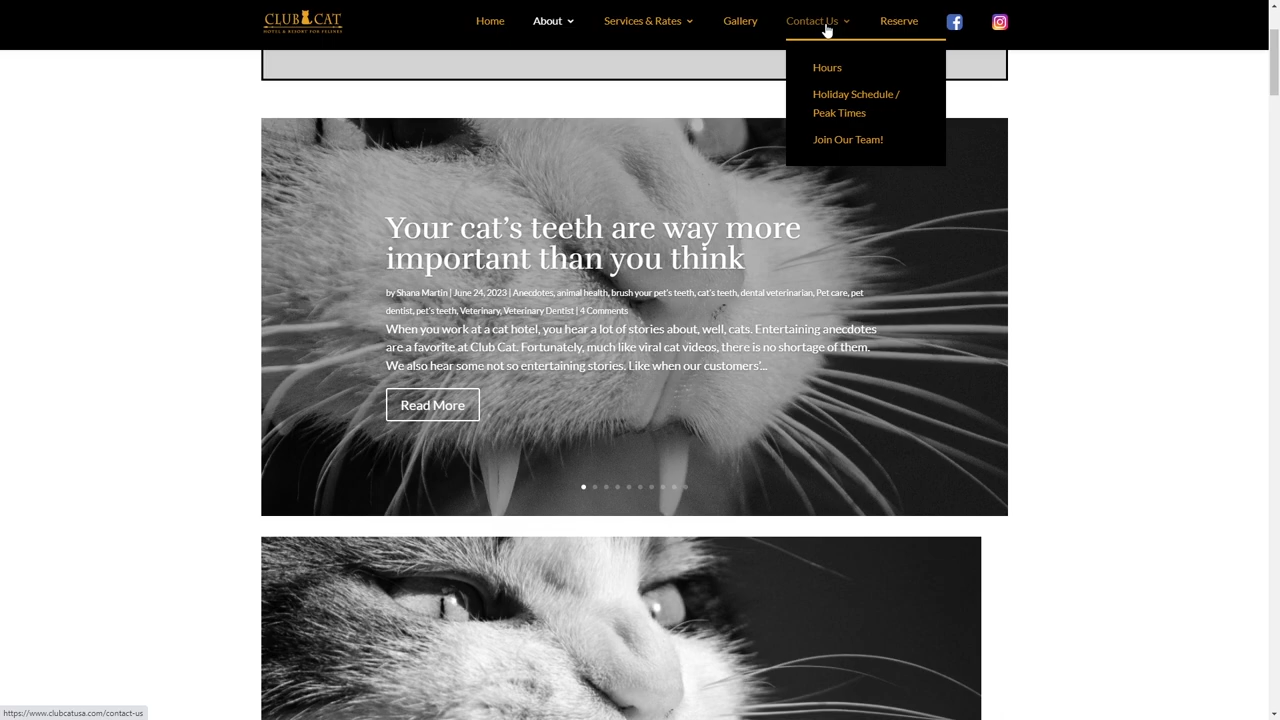 CLUB CAT
HOTEL & RESORT FOR FELINES
Home
About
Services & Rates
Gallery
Contact Us
Reserve
Hours
Holiday Schedule /
Peak Times
Join Our Team!
Your cat’s teeth are way more
important than you think
by Shana Martin | June 24, 2023 | Anecdotes, animal health, brush your pet's teeth, cat's teeth, dental veterinarian, Pet care, pet
dentist, pet's teeth, Veterinary, Veterinary Dentist | 4 Comments
When you work at a cat hotel, you hear a lot of stories about, well, cats. Entertaining anecdotes
are a favorite at Club Cat. Fortunately, much like viral cat videos, there is no shortage of them.
We also hear some not so entertaining stories. Like when our customers’...
Read More
https://www.clubcatusa.com/contact-us